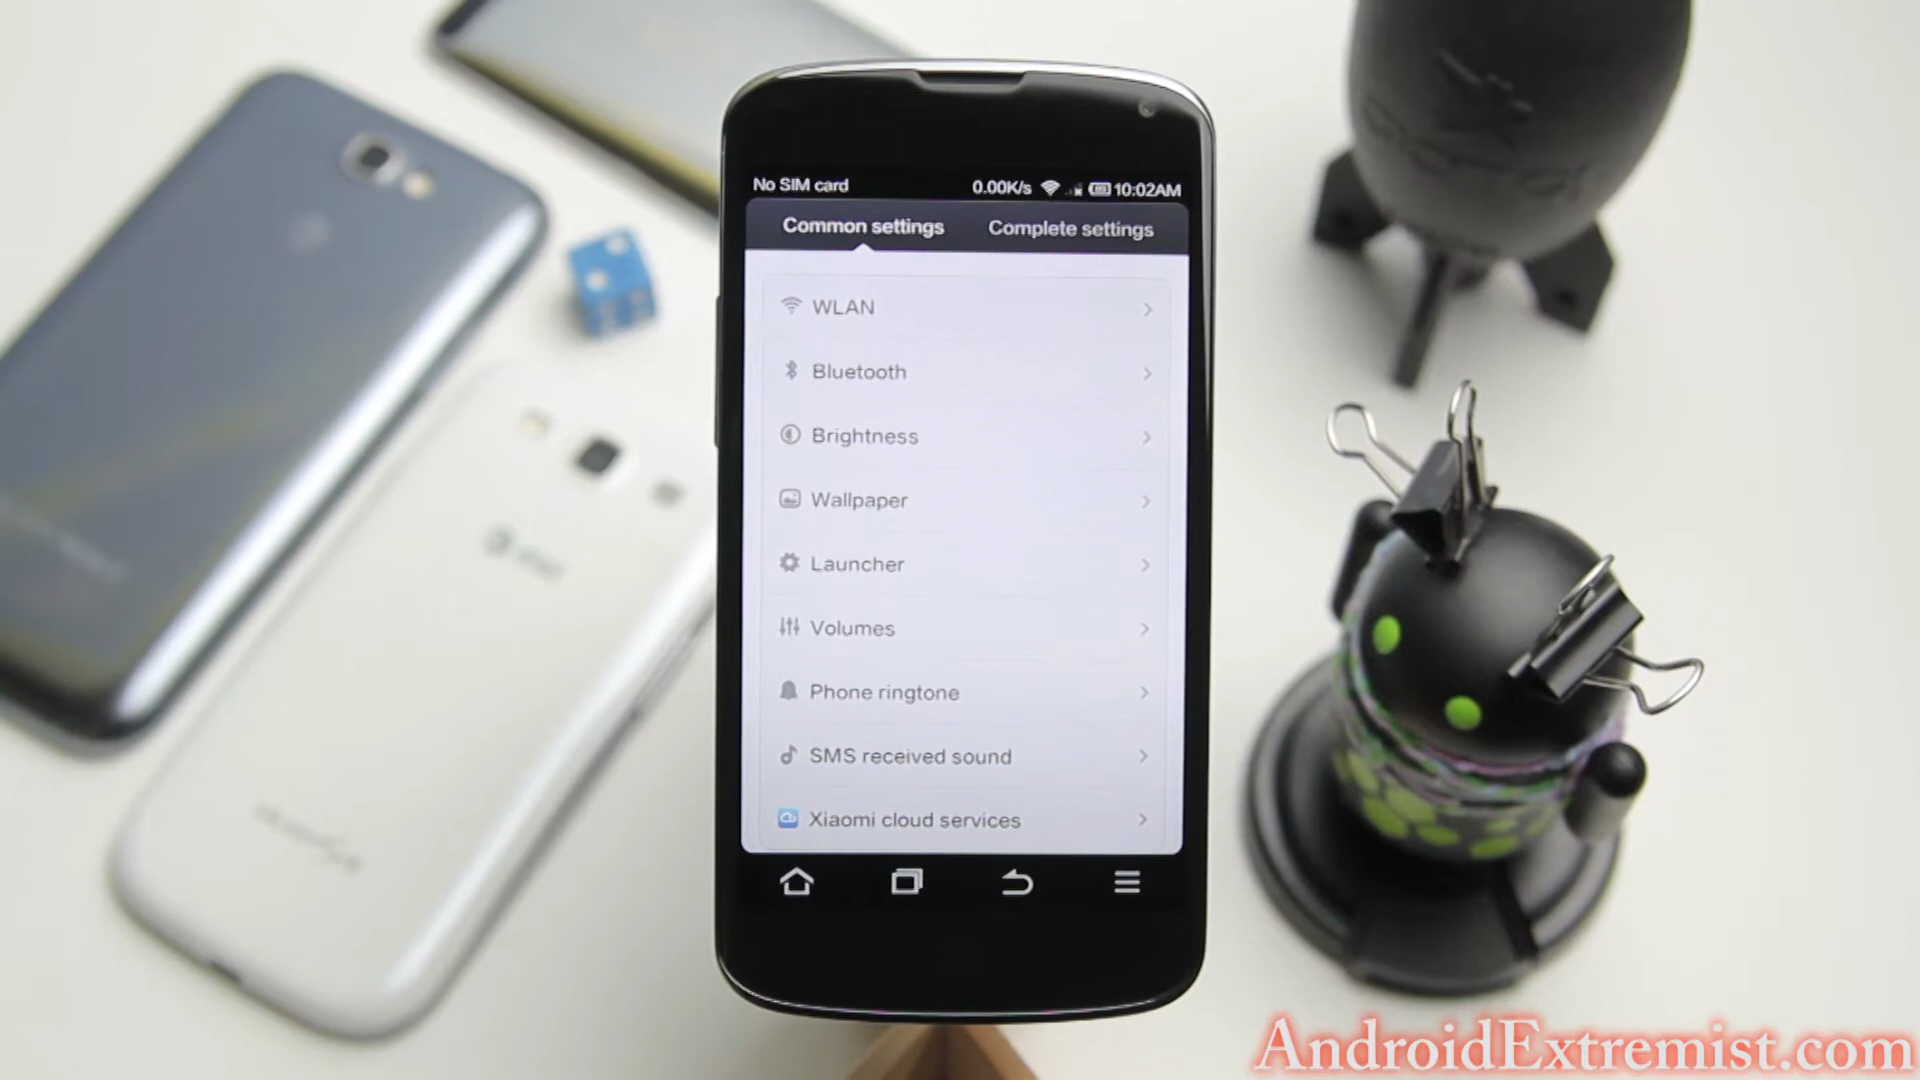 No SIM card 0.00K/s 10:02AM
Common settings Complete settings
WLAN
Bluetooth
Brightness
Wallpaper
Launcher
Volumes
Phone ringtone
SMS received sound
Xiaomi cloud services
AndroidExtremist.com